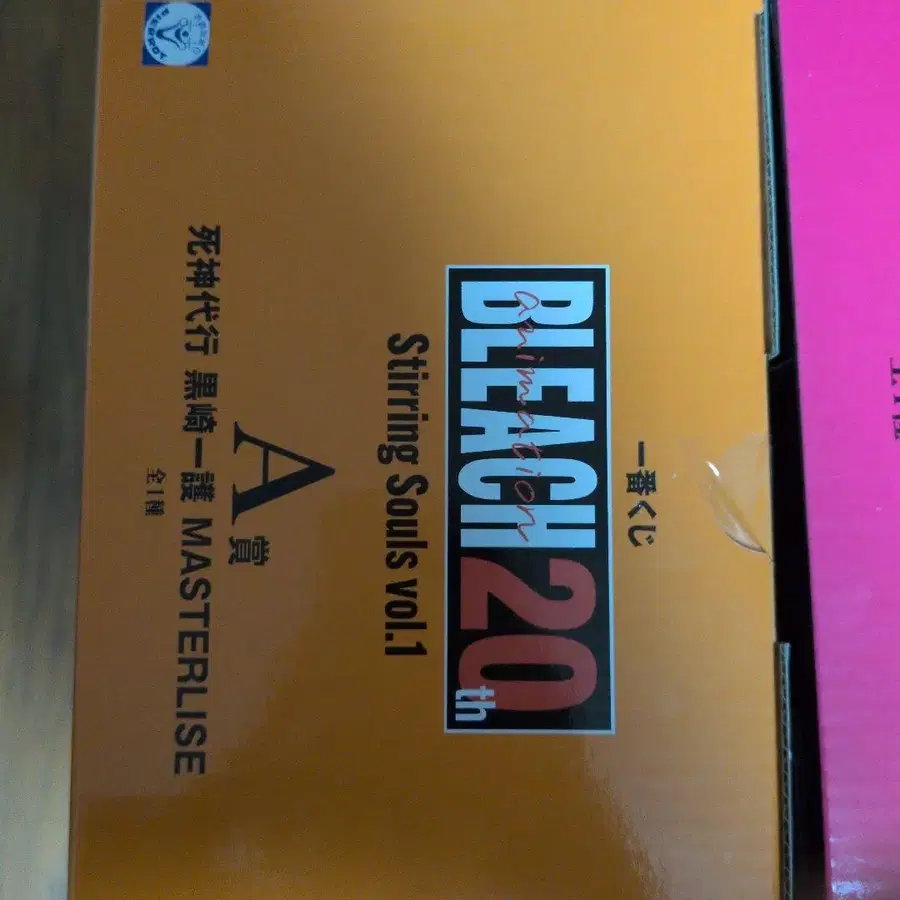 一番くじ
BLEACH
animation
20th
Stirring Souls vol.1
A賞
死神代行 黒崎一護 MASTERLISE
全1種